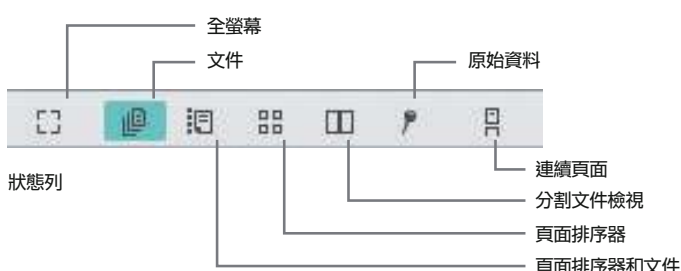 全螢幕
文件
原始資料
狀態列
連續頁面
分割文件檢視
頁面排序器
頁面排序器和文件